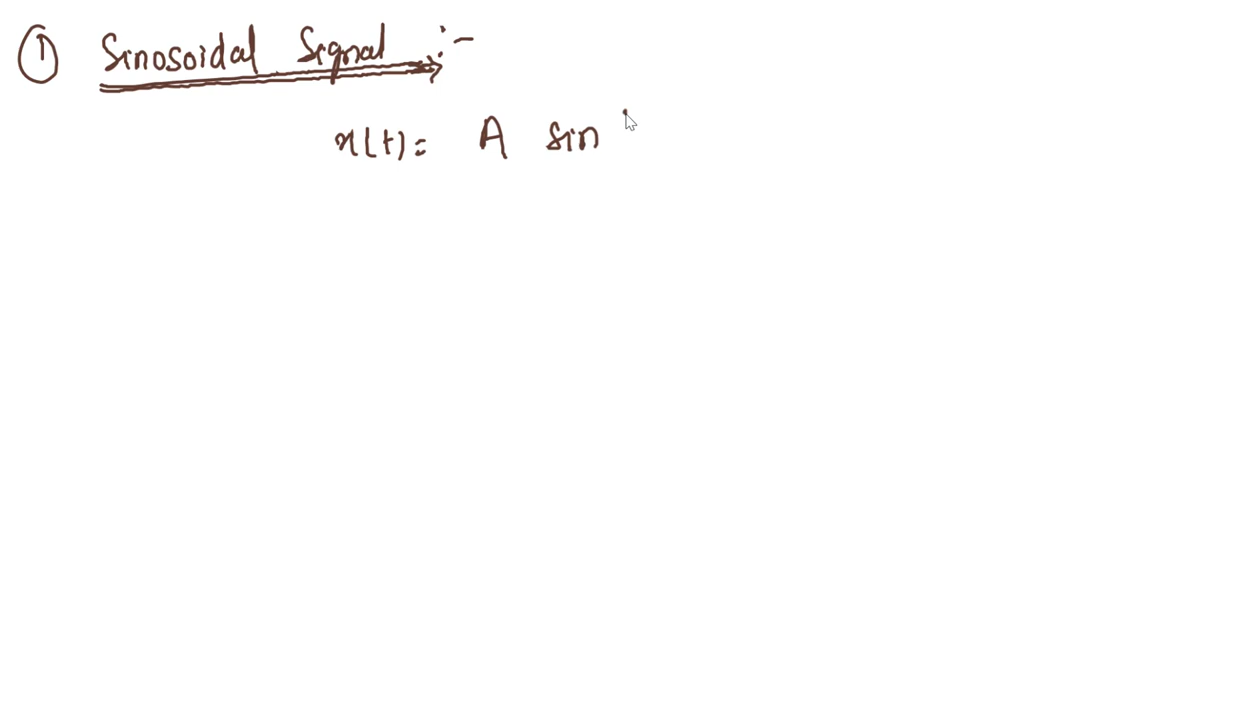 ① Sinosoidal Signal :-
x(t) = A sin